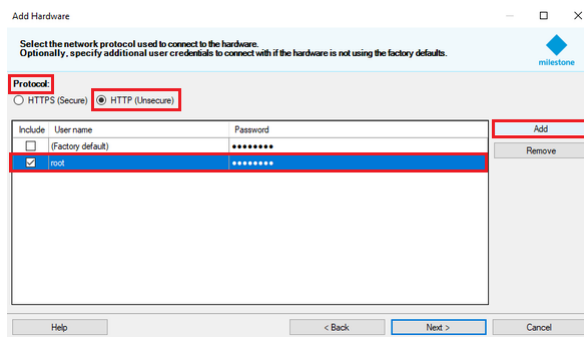 Add Hardware
Select the network protocol used to connect to the hardware.
Optionally, specify additional user credentials to connect with if the hardware is not using the factory defaults.
milestone
Protocol:
HTTPS (Secure) HTTP (Unsecure)
Include User name Password Add
(Factory default) ●●●●●●●● Remove
root ●●●●●●●●
Help < Back Next > Cancel